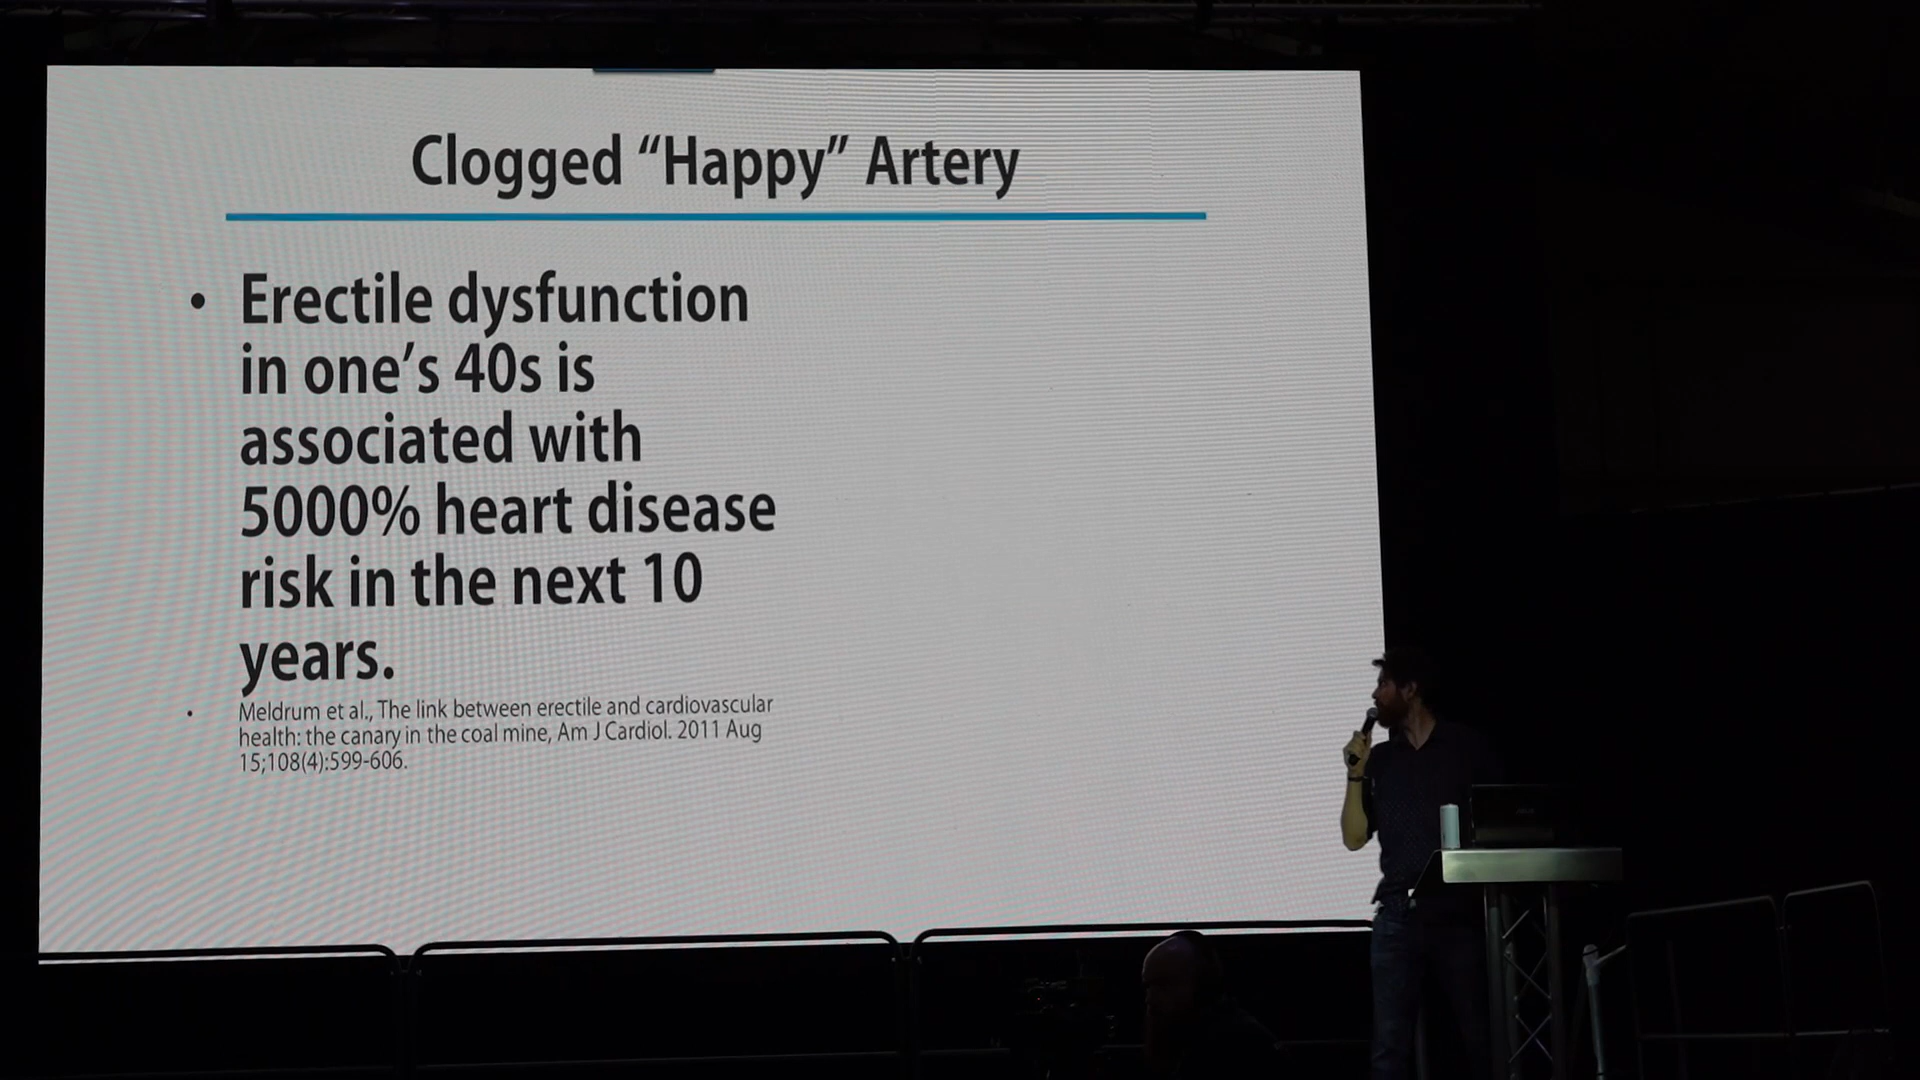 Clogged “Happy” Artery
• Erectile dysfunction
in one’s 40s is
associated with
5000% heart disease
risk in the next 10
years.
• Meldrum et al., The link between erectile and cardiovascular
health: the canary in the coal mine, Am J Cardiol. 2011 Aug
15;108(4):599-606.